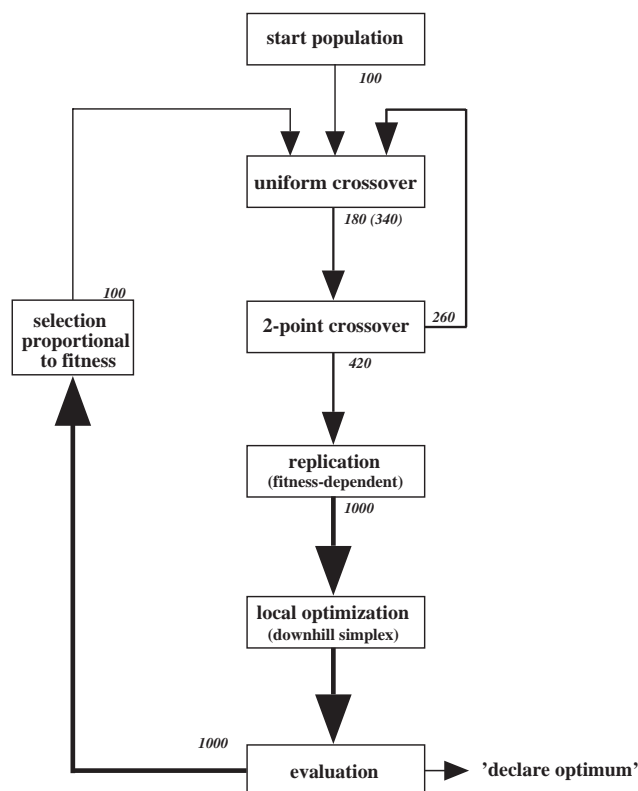 start population
100
uniform crossover
180 (340)
100
selection
proportional
to fitness
2-point crossover
260
420
replication
(fitness-dependent)
1000
local optimization
(downhill simplex)
1000
evaluation
’declare optimum’